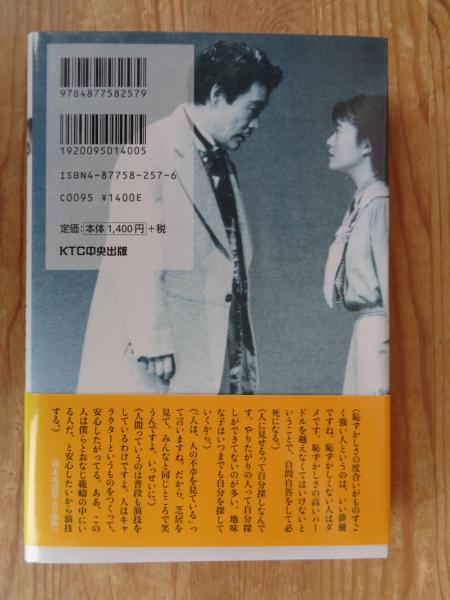 9784877582579
1920095014005
ISBN4-87758-257-6
C0095 ¥1400E
定価:本体1,400円+税
KTC中央出版
(恥ずかしさの度合いがものすご
く強い人というのは、いい俳優
ですね。恥ずかしくない人はダ
メです。恥ずかしさの高いハー
ドルを越えなくてはいけないと
いうことで、自問自答をして必
死になる。)
(人に見せるって自分探しなんで
す。やりたがりの人って自分探
しができてないのが多い。地味
な子はいつまでも自分を探して
いくから。)
(「人は、人の不幸を見ている」っ
て言いますね。だから、芝居を
見て、みんなと同じところで笑
うんですよ、いっせいに。)
(人間っていうのは普段も演技を
しているわけですよ。人はキャ
ラクターというものをつくって、
安心したがってる。ああ、この
人は僕らとおなじ範疇の中にい
る人だ、と安心したいから演技
する。)